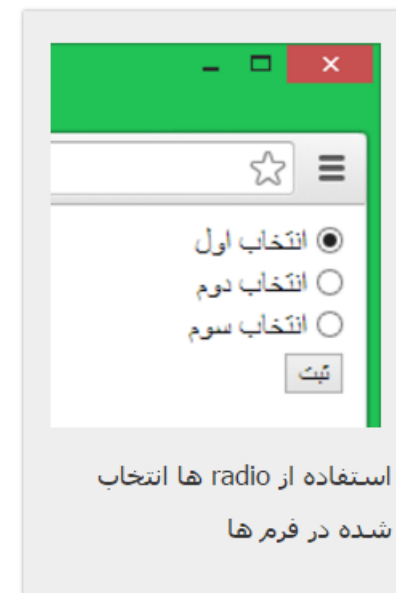 انتخاب اول
انتخاب دوم
انتخاب سوم
ثبت
استفاده از radio ها انتخاب
شده در فرم ها